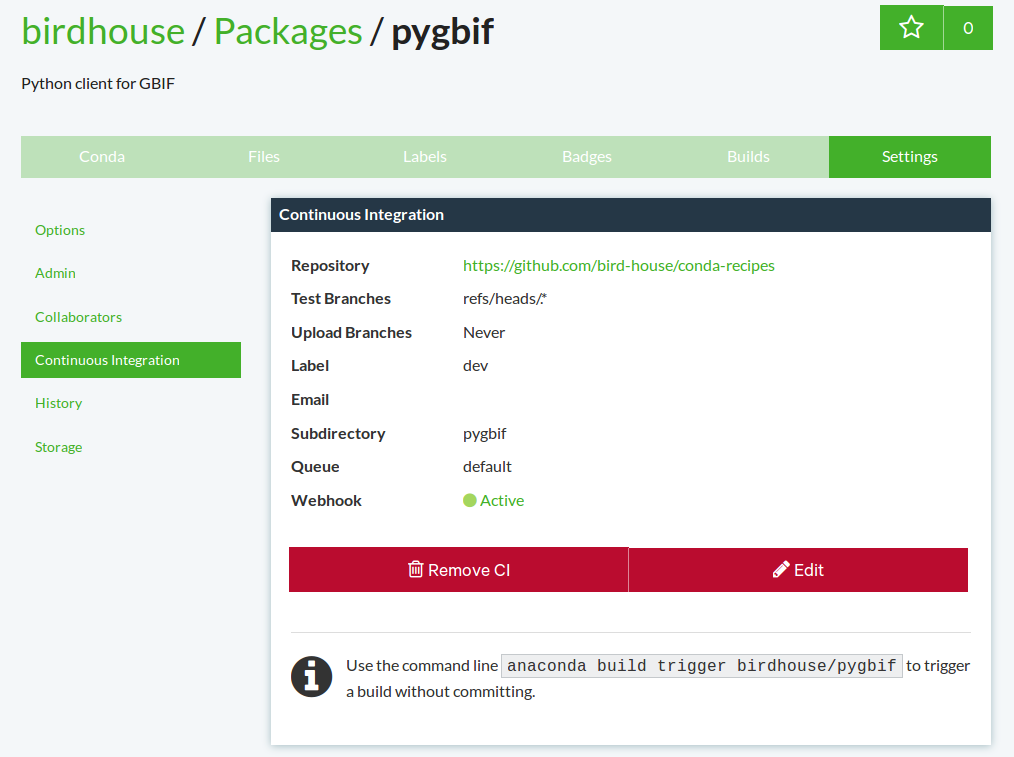 birdhouse / Packages / pygbif
0
Python client for GBIF
Conda Files Labels Badges Builds Settings
Options
Admin
Collaborators
Continuous Integration
History
Storage
Continuous Integration
Repository https://github.com/bird-house/conda-recipes
Test Branches refs/heads/.*
Upload Branches Never
Label dev
Email
Subdirectory pygbif
Queue default
Webhook Active
Remove CI Edit
Use the command line anaconda build trigger birdhouse/pygbif to trigger
a build without committing.